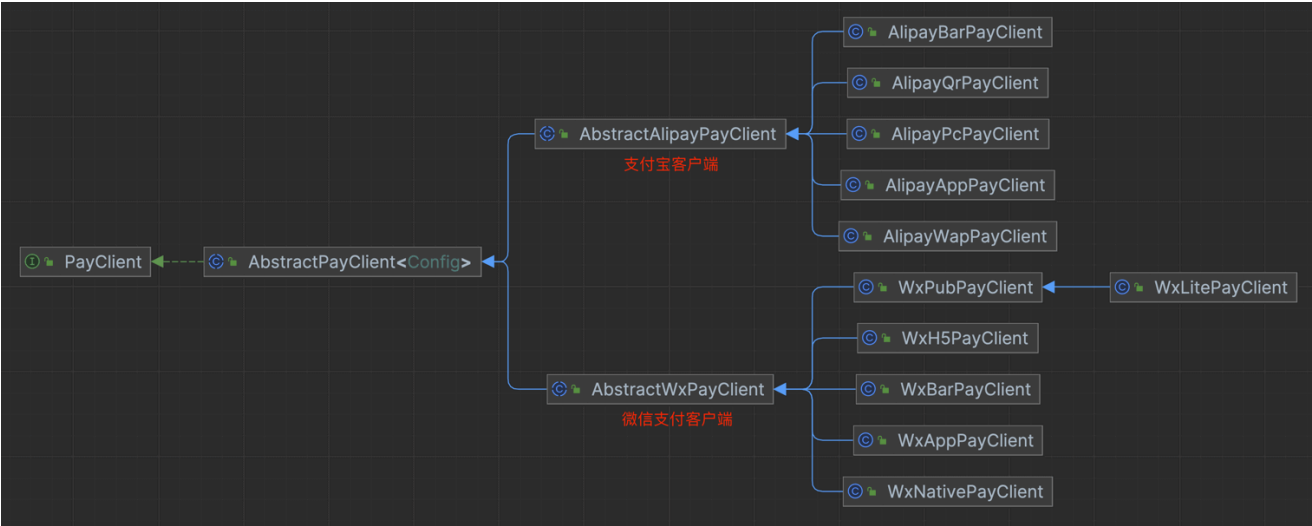 PayClient
AbstractPayClient<Config>
AbstractAlipayPayClient
支付宝客户端
AlipayBarPayClient
AlipayQrPayClient
AlipayPcPayClient
AlipayAppPayClient
AlipayWapPayClient
AbstractWxPayClient
微信支付客户端
WxPubPayClient
WxLitePayClient
WxH5PayClient
WxBarPayClient
WxAppPayClient
WxNativePayClient